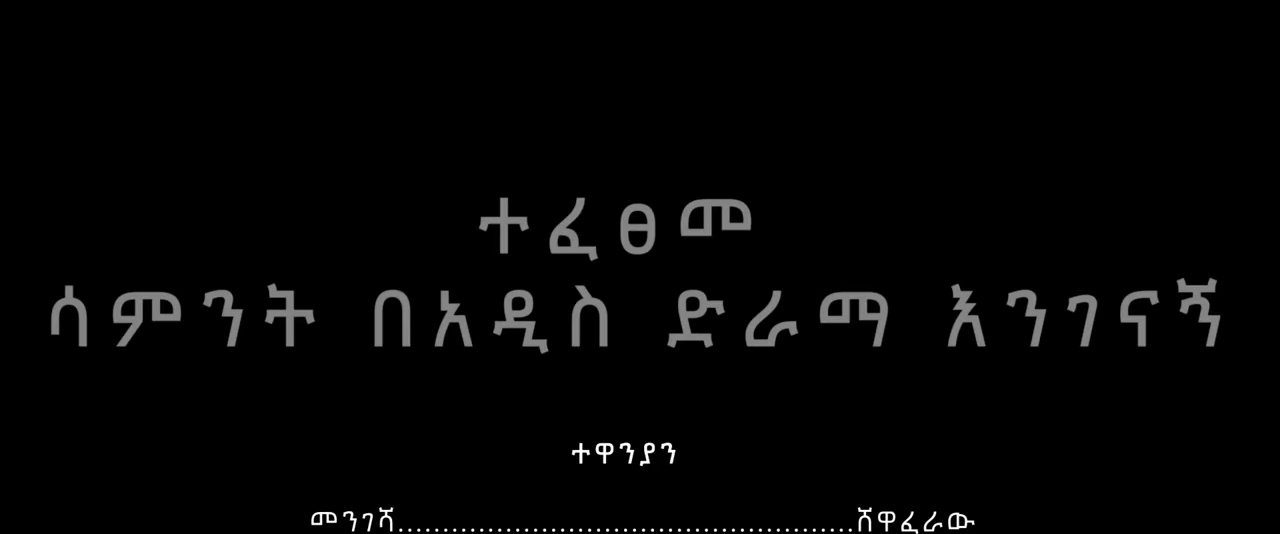 ተፈፀመ
ሳምንት በአዲስ ድራማ እንገናኝ
ተዋንያን
መንገሻ...................................................ሸዋፈራው